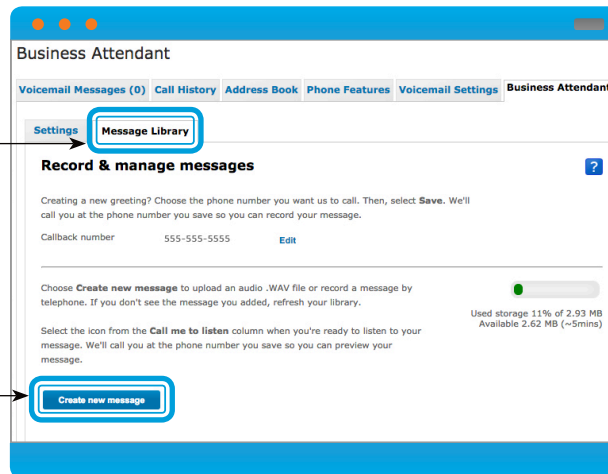 Business Attendant
Voicemail Messages (0) Call History Address Book Phone Features Voicemail Settings Business Attendant
Settings Message Library
Record & manage messages
?
Creating a new greeting? Choose the phone number you want us to call. Then, select Save. We'll
call you at the phone number you save so you can record your message.
Callback number 555-555-5555 Edit
Choose Create new message to upload an audio .WAV file or record a message by
telephone. If you don't see the message you added, refresh your library.
Used storage 11% of 2.93 MB
Available 2.62 MB (~5mins)
Select the icon from the Call me to listen column when you're ready to listen to your
message. We'll call you at the phone number you save so you can preview your
message.
Create new message